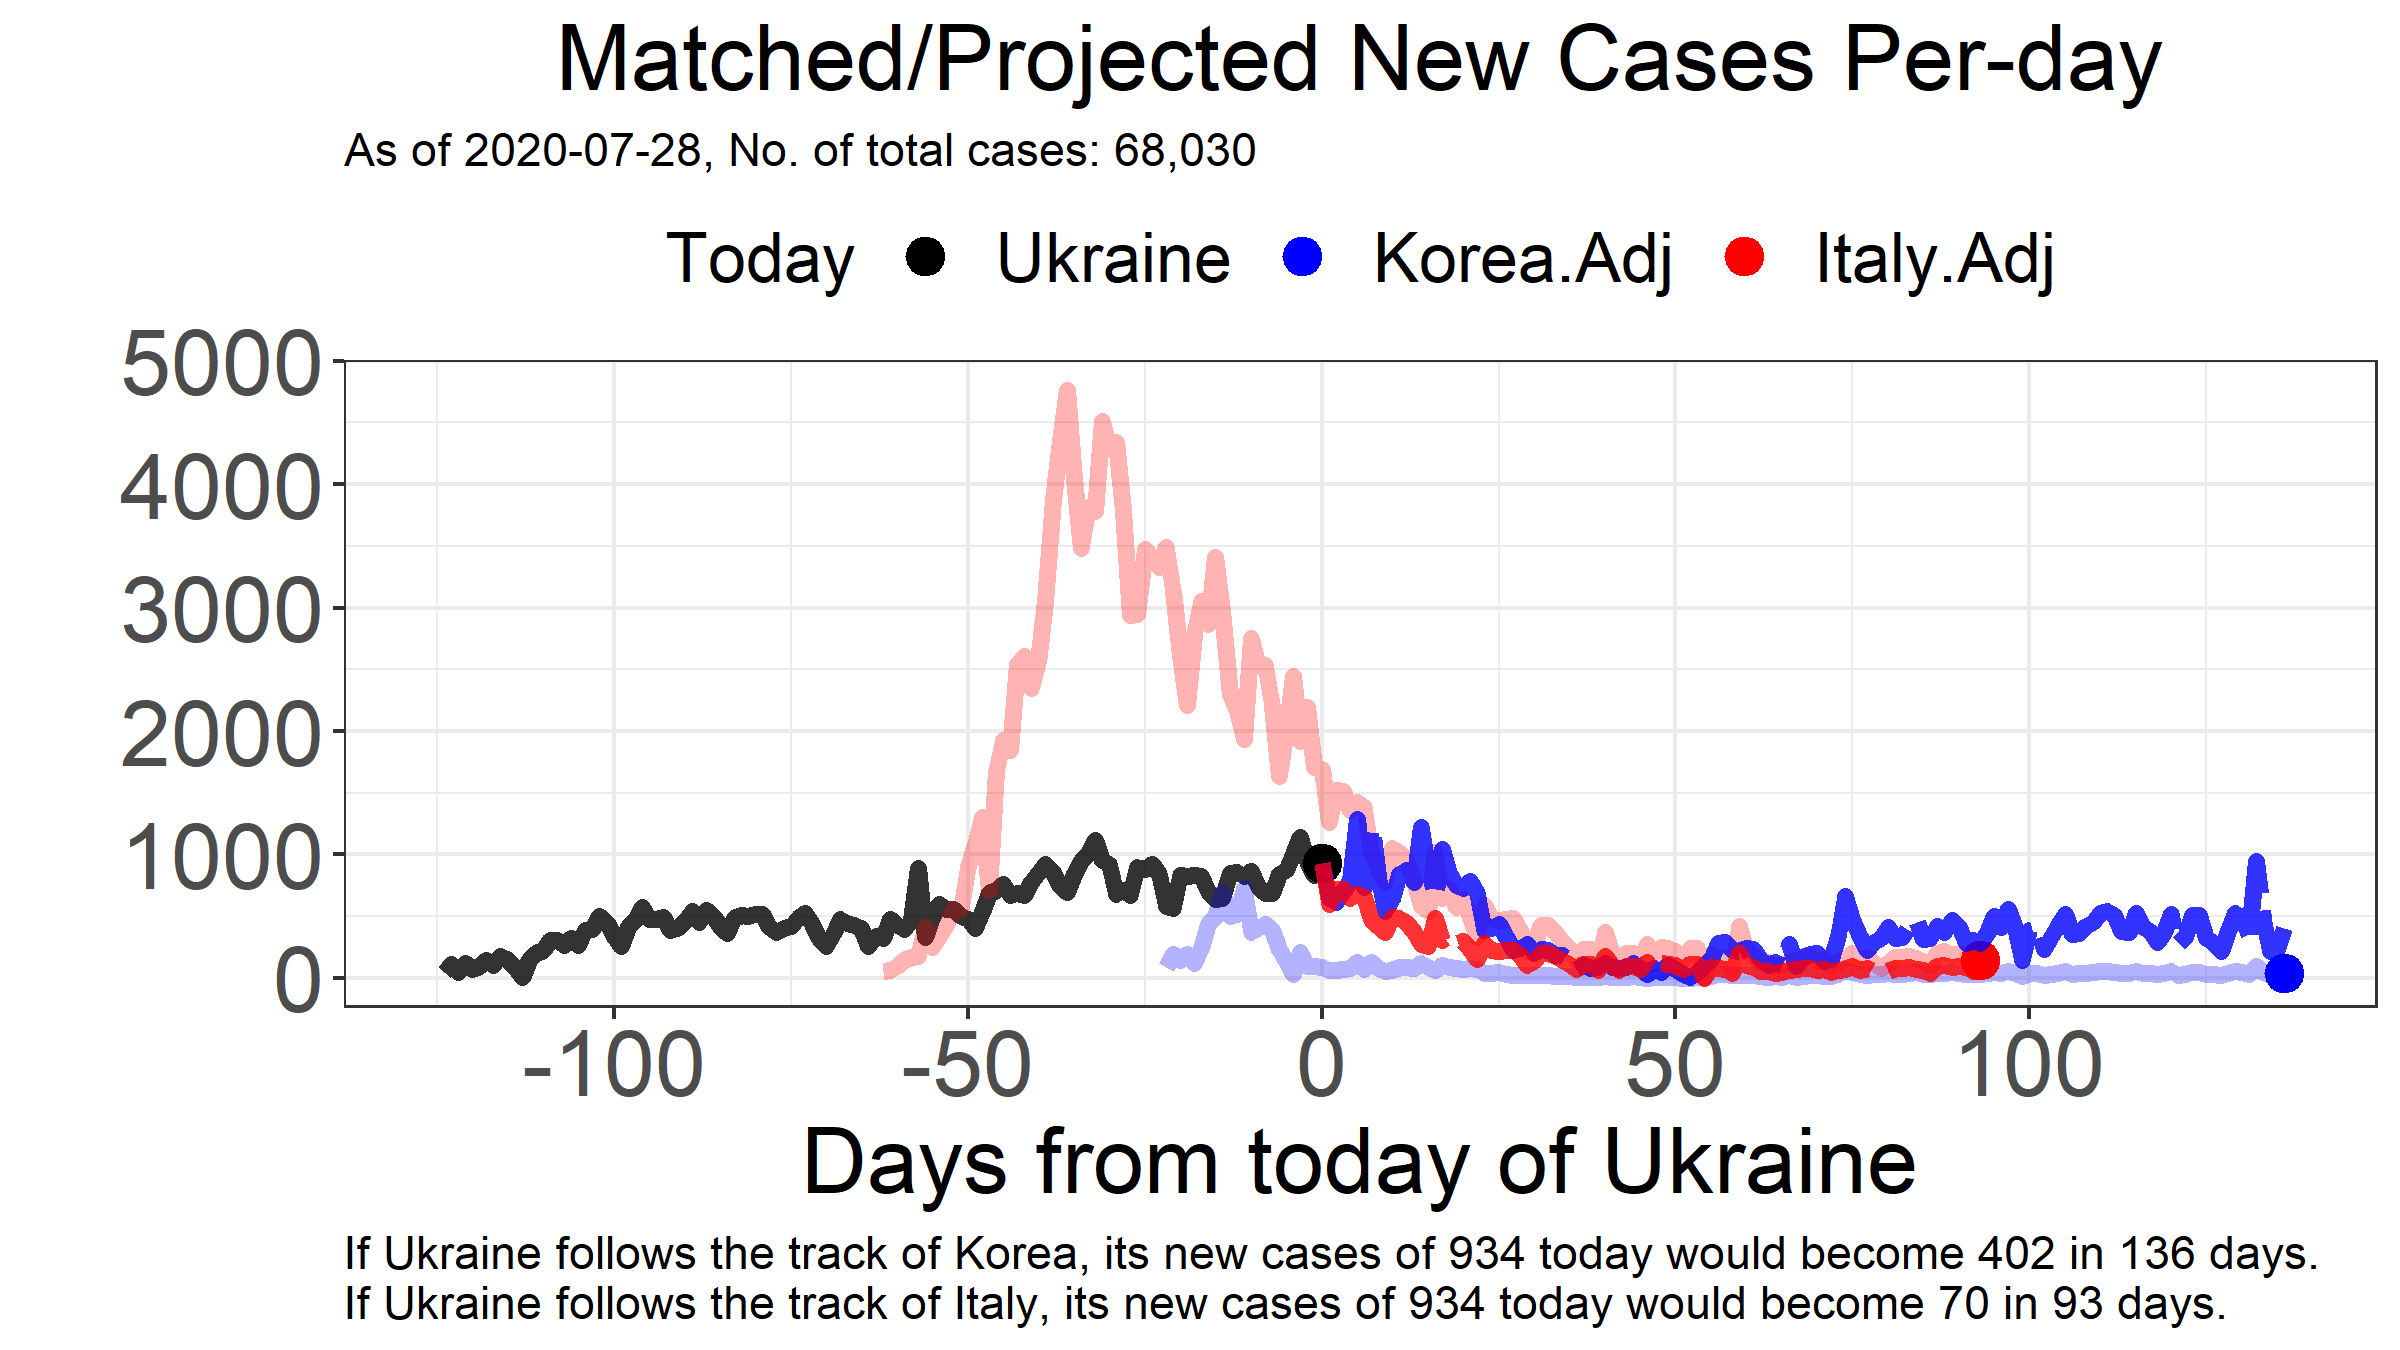 Matched/Projected New Cases Per-day
As of 2020-07-28, No. of total cases: 68,030
Today Ukraine Korea.Adj Italy.Adj
5000
4000
3000
2000
1000
0
-100 -50 0 50 100
Days from today of Ukraine
If Ukraine follows the track of Korea, its new cases of 934 today would become 402 in 136 days.
If Ukraine follows the track of Italy, its new cases of 934 today would become 70 in 93 days.